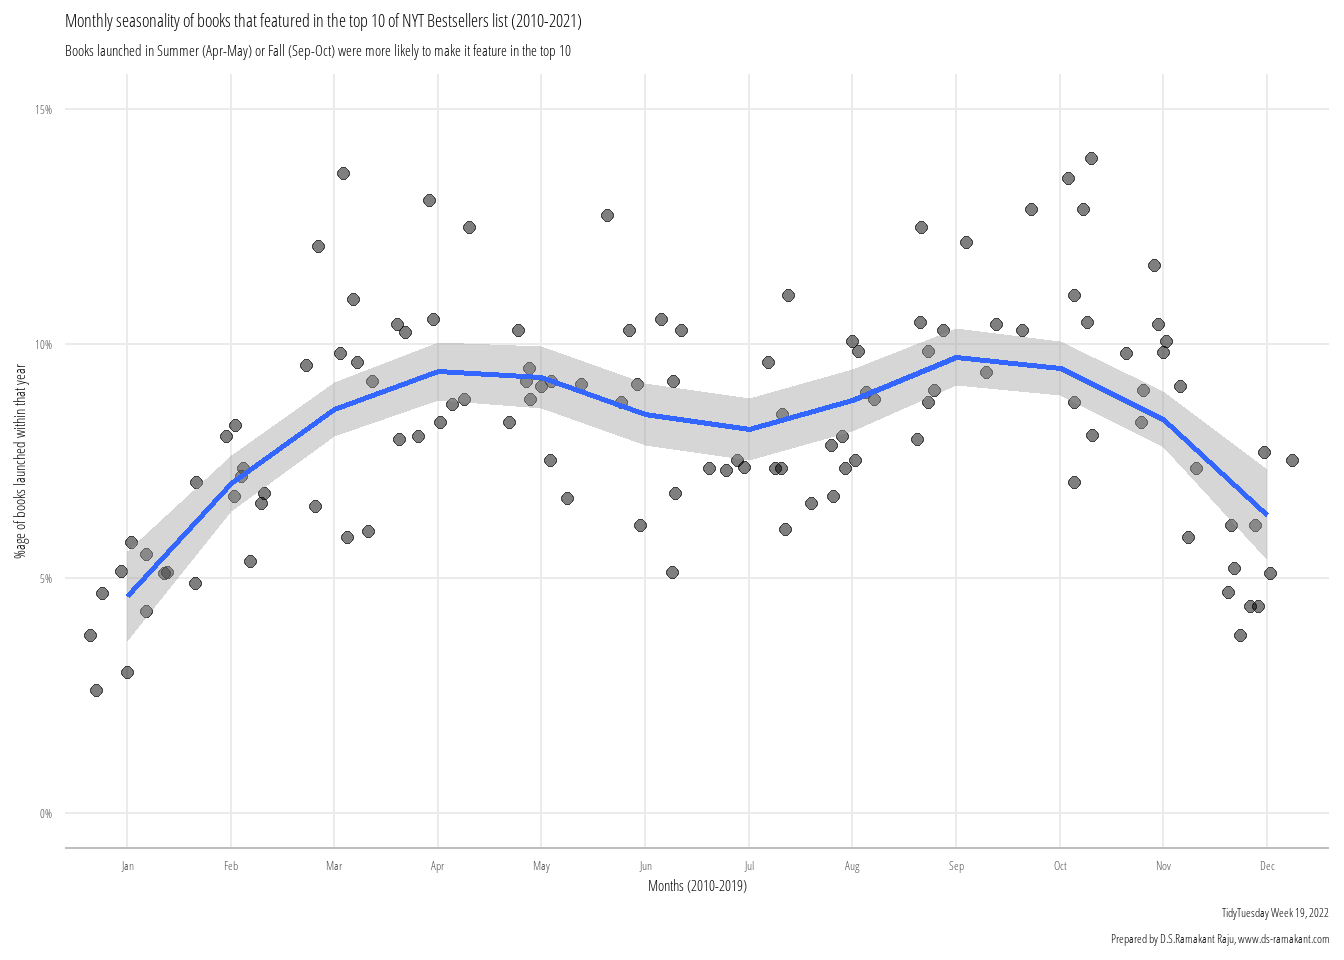 Monthly seasonality of books that featured in the top 10 of NYT Bestsellers list (2010-2021)
Books launched in Summer (Apr-May) or Fall (Sep-Oct) were more likely to make it feature in the top 10
%age of books launched within that year
15%
10%
5%
0%
Jan Feb Mar Apr May Jun Jul Aug Sep Oct Nov Dec
Months (2010-2019)
TidyTuesday Week 19, 2022
Prepared by D.S.Ramakant Raju, www.ds-ramakant.com